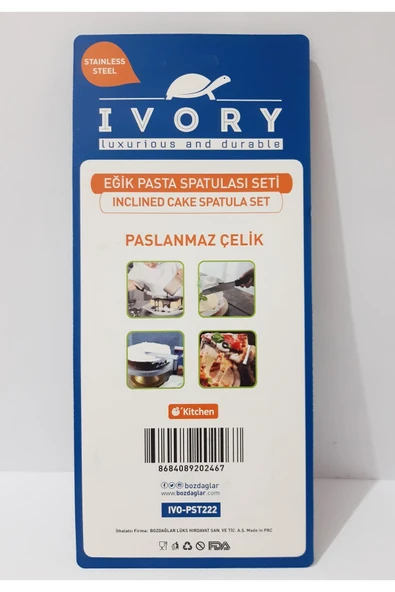 STAINLESS
STEEL
IVORY
luxurious and durable
EĞİK PASTA SPATULASI SETİ
INCLINED CAKE SPATULA SET
PASLANMAZ ÇELİK
Kitchen
8684089202467
bozdaglar
www.bozdaglar.com
IVO-PST222
İthalatcı Firma: BOZDAĞLAR LÜKS HIRDAVAT SAN. VE TİC. A.S. Made in PRC
FDA